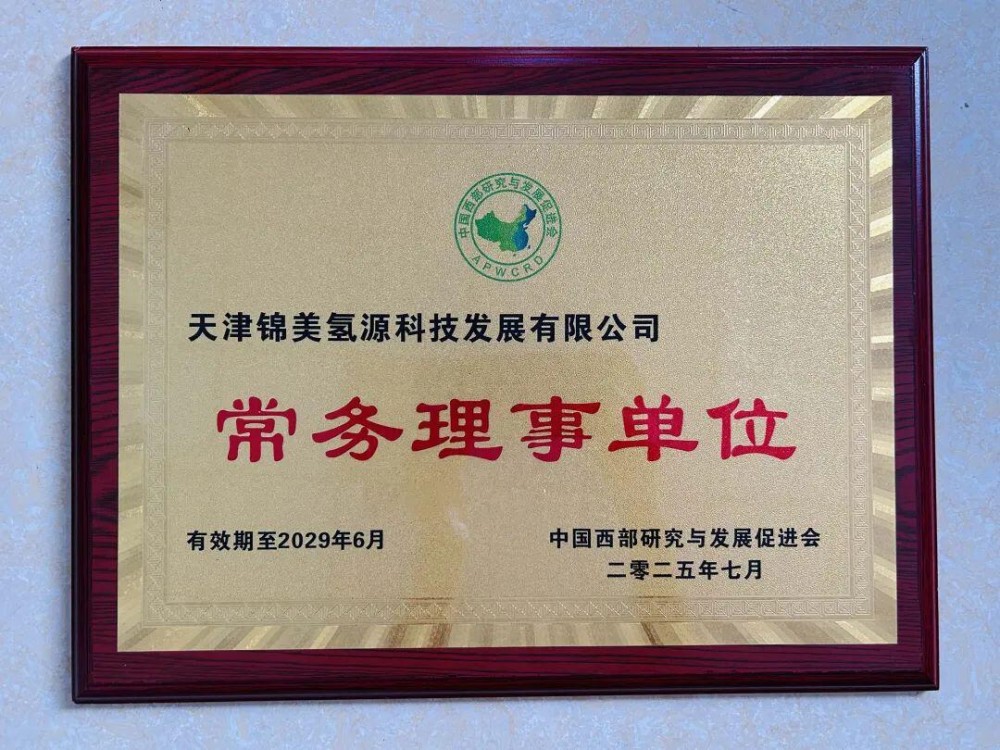 中国西部研究与发展促进会
APWCRD
天津锦美氢源科技发展有限公司
常务理事单位
有效期至2029年6月
中国西部研究与发展促进会
二零二五年七月